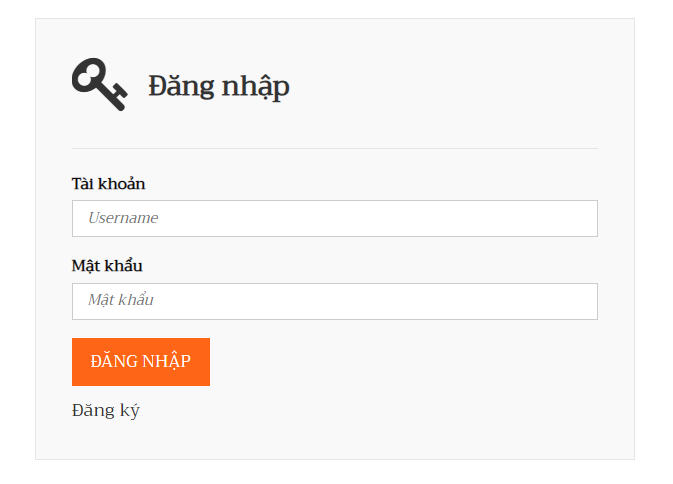 Đăng nhập
Tài khoản
Username
Mật khẩu
Mật khẩu
ĐĂNG NHẬP
Đăng ký